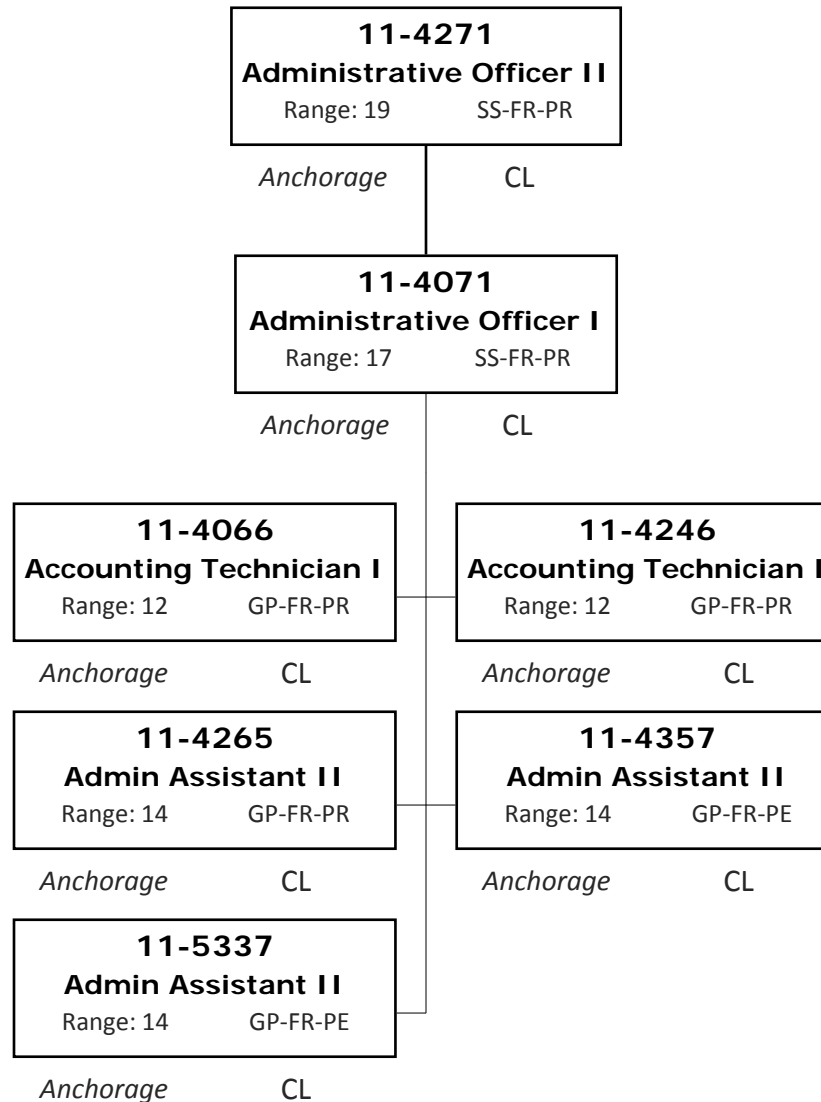 11-4271
Administrative Officer II
Range: 19 SS-FR-PR
Anchorage CL
11-4071
Administrative Officer I
Range: 17 SS-FR-PR
Anchorage CL
11-4066
Accounting Technician I
Range: 12 GP-FR-PR
Anchorage CL
11-4246
Accounting Technician I
Range: 12 GP-FR-PR
Anchorage CL
11-4265
Admin Assistant II
Range: 14 GP-FR-PR
Anchorage CL
11-4357
Admin Assistant II
Range: 14 GP-FR-PE
Anchorage CL
11-5337
Admin Assistant II
Range: 14 GP-FR-PE
Anchorage CL